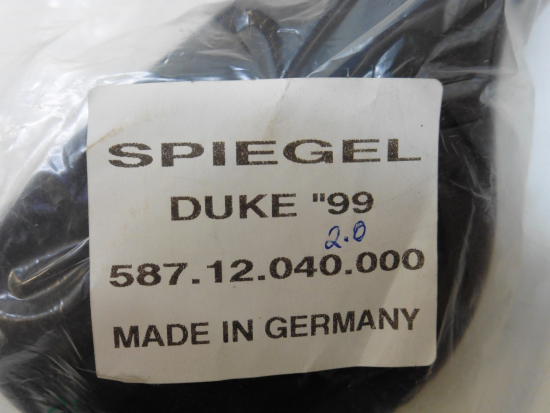 SPIEGEL
DUKE "99
2.0
587.12.040.000
MADE IN GERMANY